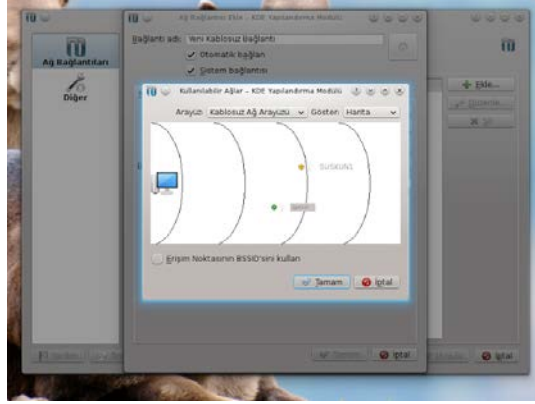 Ağ Bağlantısı Ekle - KDE Yapılandırma Modülü
Bağlantı adı: Yeni Kablosuz Bağlantı
Otomatik bağlan
Sistem bağlantısı
Ağ Bağlantıları
Diğer
Ekle...
Kullanılabilir Ağlar - KDE Yapılandırma Modülü
Arayüz: Kablosuz Ağ Arayüzü Göster: Harita
Erişim Noktasının BSSID'sini kullan
Tamam İptal
İptal
İptal